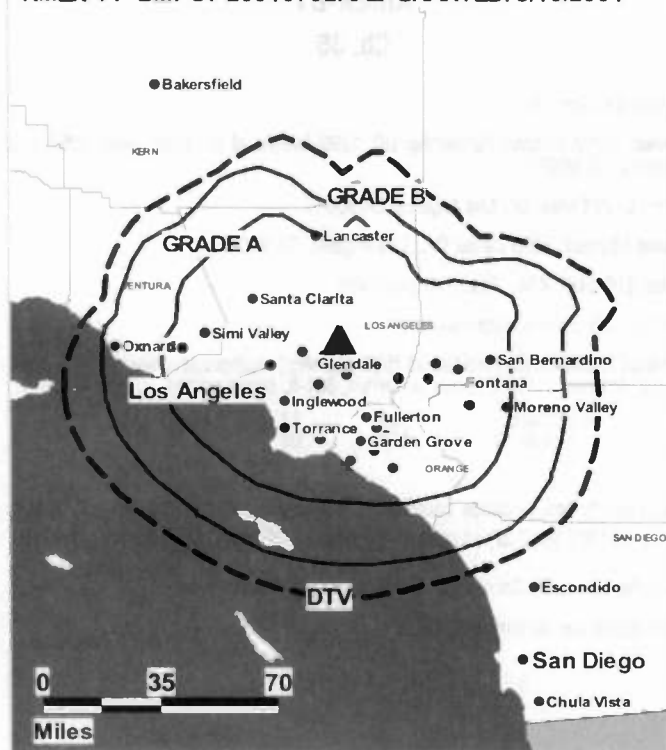 Bakersfield
KERN
GRADE B
GRADE A
Lancaster
VENTURA
Santa Clarita
LOS ANGELES
Simi Valley
Oxnard
Glendale
San Bernardino
Los Angeles
Fontana
Inglewood
Moreno Valley
Fullerton
Torrance
Garden Grove
ORANGE
SAN DIEGO
Escondido
DTV
San Diego
0 35 70
Chula Vista
Miles